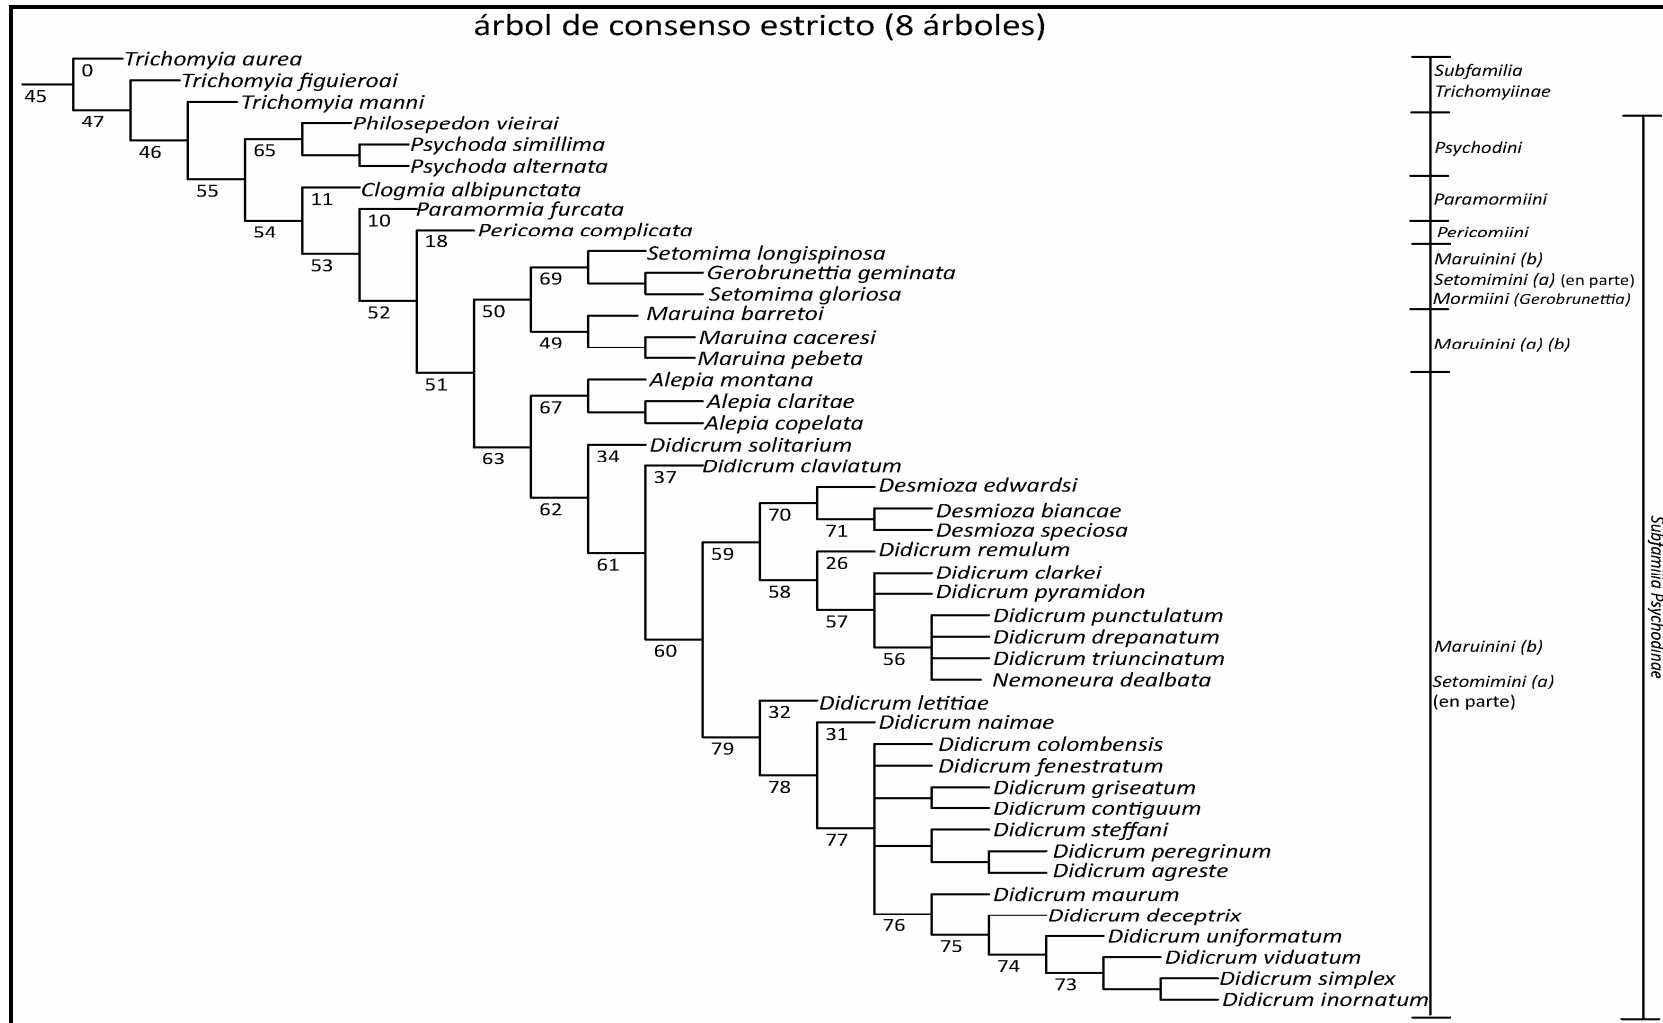 árbol de consenso estricto (8 árboles)
Trichomyia aurea
0
45
Trichomyia figuieroai
47
Trichomyia manni
46
Philosepedon vieirai
65
Psychoda simillima
Psychoda alternata
55
Clogmia albipunctata
11
Paramormia furcata
10
54
Pericoma complicata
18
53
Setomima longispinosa
69
Gerobrunettia geminata
Setomima gloriosa
52
50
Maruina barretoi
49
Maruina caceresi
Maruina pebeta
51
Alepia montana
67
Alepia claritae
Alepia copelata
63
Didicrum solitarium
34
Didicrum claviatum
37
62
Desmioza edwardsi
70
Desmioza biancae
71
Desmioza speciosa
59
Didicrum remulum
26
61
58
Didicrum clarkei
Didicrum pyramidon
57
Didicrum punctulatum
Didicrum drepanatum
Didicrum triuncinatum
56
Nemoneura dealbata
60
Didicrum letitiae
32
Didicrum naimae
31
79
Didicrum colombensis
Didicrum fenestratum
78
Didicrum griseatum
Didicrum contiguum
Didicrum steffani
77
Didicrum peregrinum
Didicrum agreste
Didicrum maurum
76
Didicrum deceptrix
75
Didicrum uniformatum
74
Didicrum viduatum
73
Didicrum simplex
Didicrum inornatum
Subfamilia
Trichomyiinae
Psychodini
Paramormiini
Pericomiini
Maruinini (b)
Setomimini (a) (en parte)
Mormiini (Gerobrunettia)
Maruinini (a) (b)
Maruinini (b)
Setomimini (a)
(en parte)
Subfamilia Psychodinae